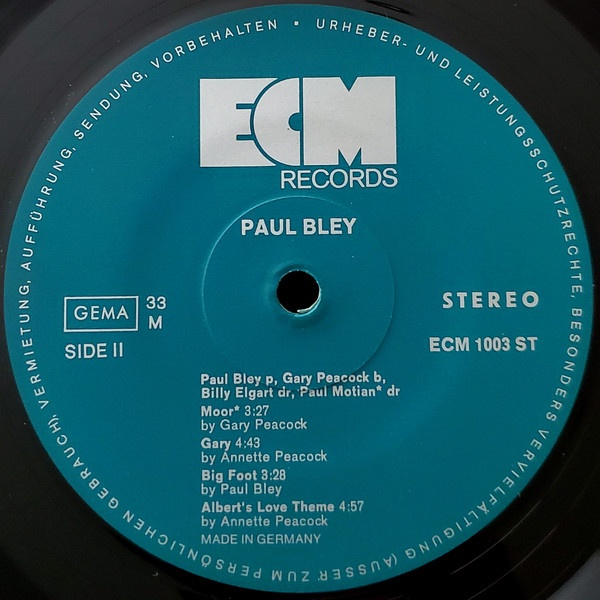 URHEBER- UND LEISTUNGSSCHUTZRECHTE, BESONDERS VERVIELFÄLTIGUNG (AUSSER ZUM PERSÖNLICHEN GEBRAUCH), VERMIETUNG, AUFFÜHRUNG, SENDUNG, VORBEHALTEN ▪
ECM
RECORDS
PAUL BLEY
GEMA
33
M
SIDE II
STEREO
ECM 1003 ST
Paul Bley p, Gary Peacock b,
Billy Elgart dr, Paul Motian* dr
Moor* 3:27
by Gary Peacock
Gary 4:43
by Annette Peacock
Big Foot 3:28
by Paul Bley
Albert's Love Theme 4:57
by Annette Peacock
MADE IN GERMANY